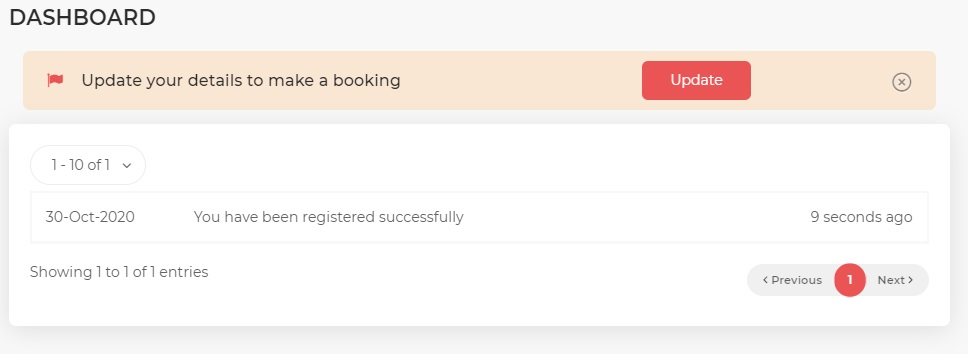 DASHBOARD
Update your details to make a booking Update
1 - 10 of 1
30-Oct-2020 You have been registered successfully 9 seconds ago
Showing 1 to 1 of 1 entries
Previous 1 Next